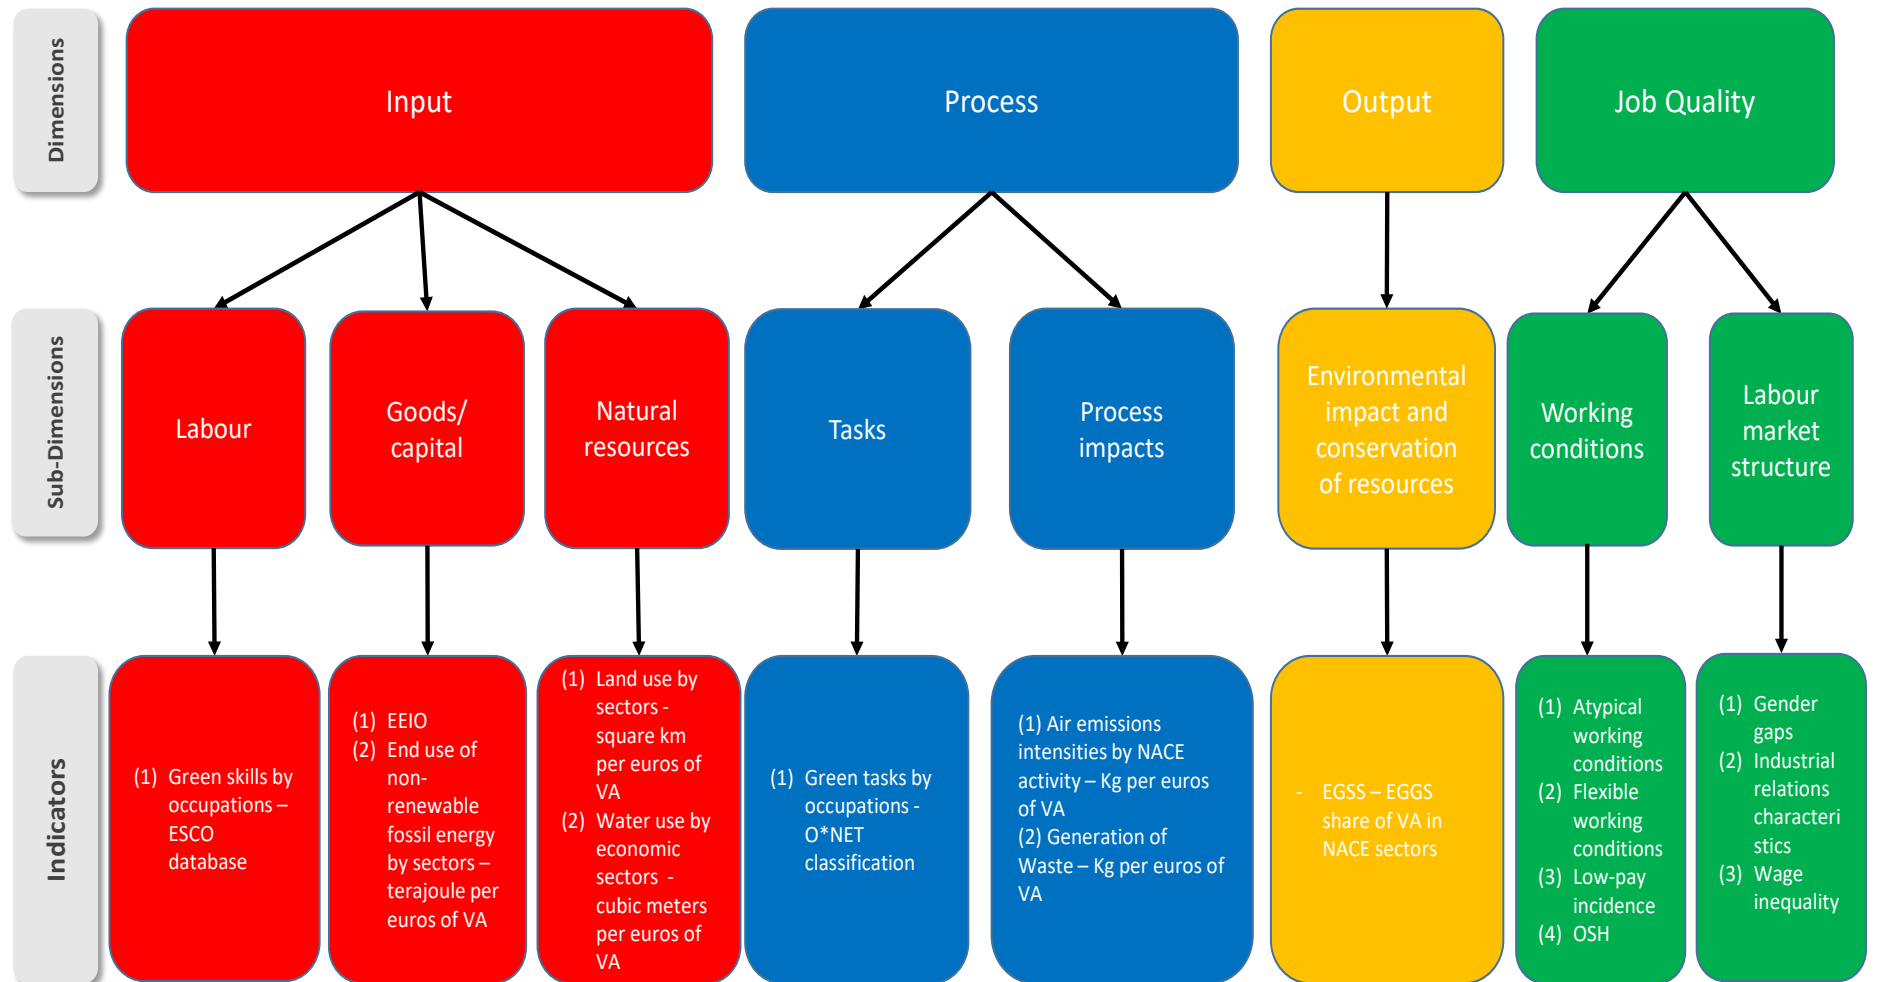 Dimensions
Input
Process
Output
Job Quality
Sub-Dimensions
Labour
Goods/
capital
Natural
resources
Tasks
Process
impacts
Environmental
impact and
conservation
of resources
Working
conditions
Labour
market
structure
Indicators
(1) Green skills by
occupations –
ESCO
database
(1) EEIO
(2) End use of
non-
renewable
fossil energy
by sectors –
terajoule per
euros of VA
(1) Land use by
sectors -
square km
per euros of
VA
(2) Water use by
economic
sectors -
cubic meters
per euros of
VA
(1) Green tasks by
occupations -
O*NET
classification
(1) Air emissions
intensities by NACE
activity – Kg per euros
of VA
(2) Generation of
Waste – Kg per euros of
VA
- EGSS – EGGS
share of VA in
NACE sectors
(1) Atypical
working
conditions
(2) Flexible
working
conditions
(3) Low-pay
incidence
(4) OSH
(1) Gender
gaps
(2) Industrial
relations
characteri
stics
(3) Wage
inequality